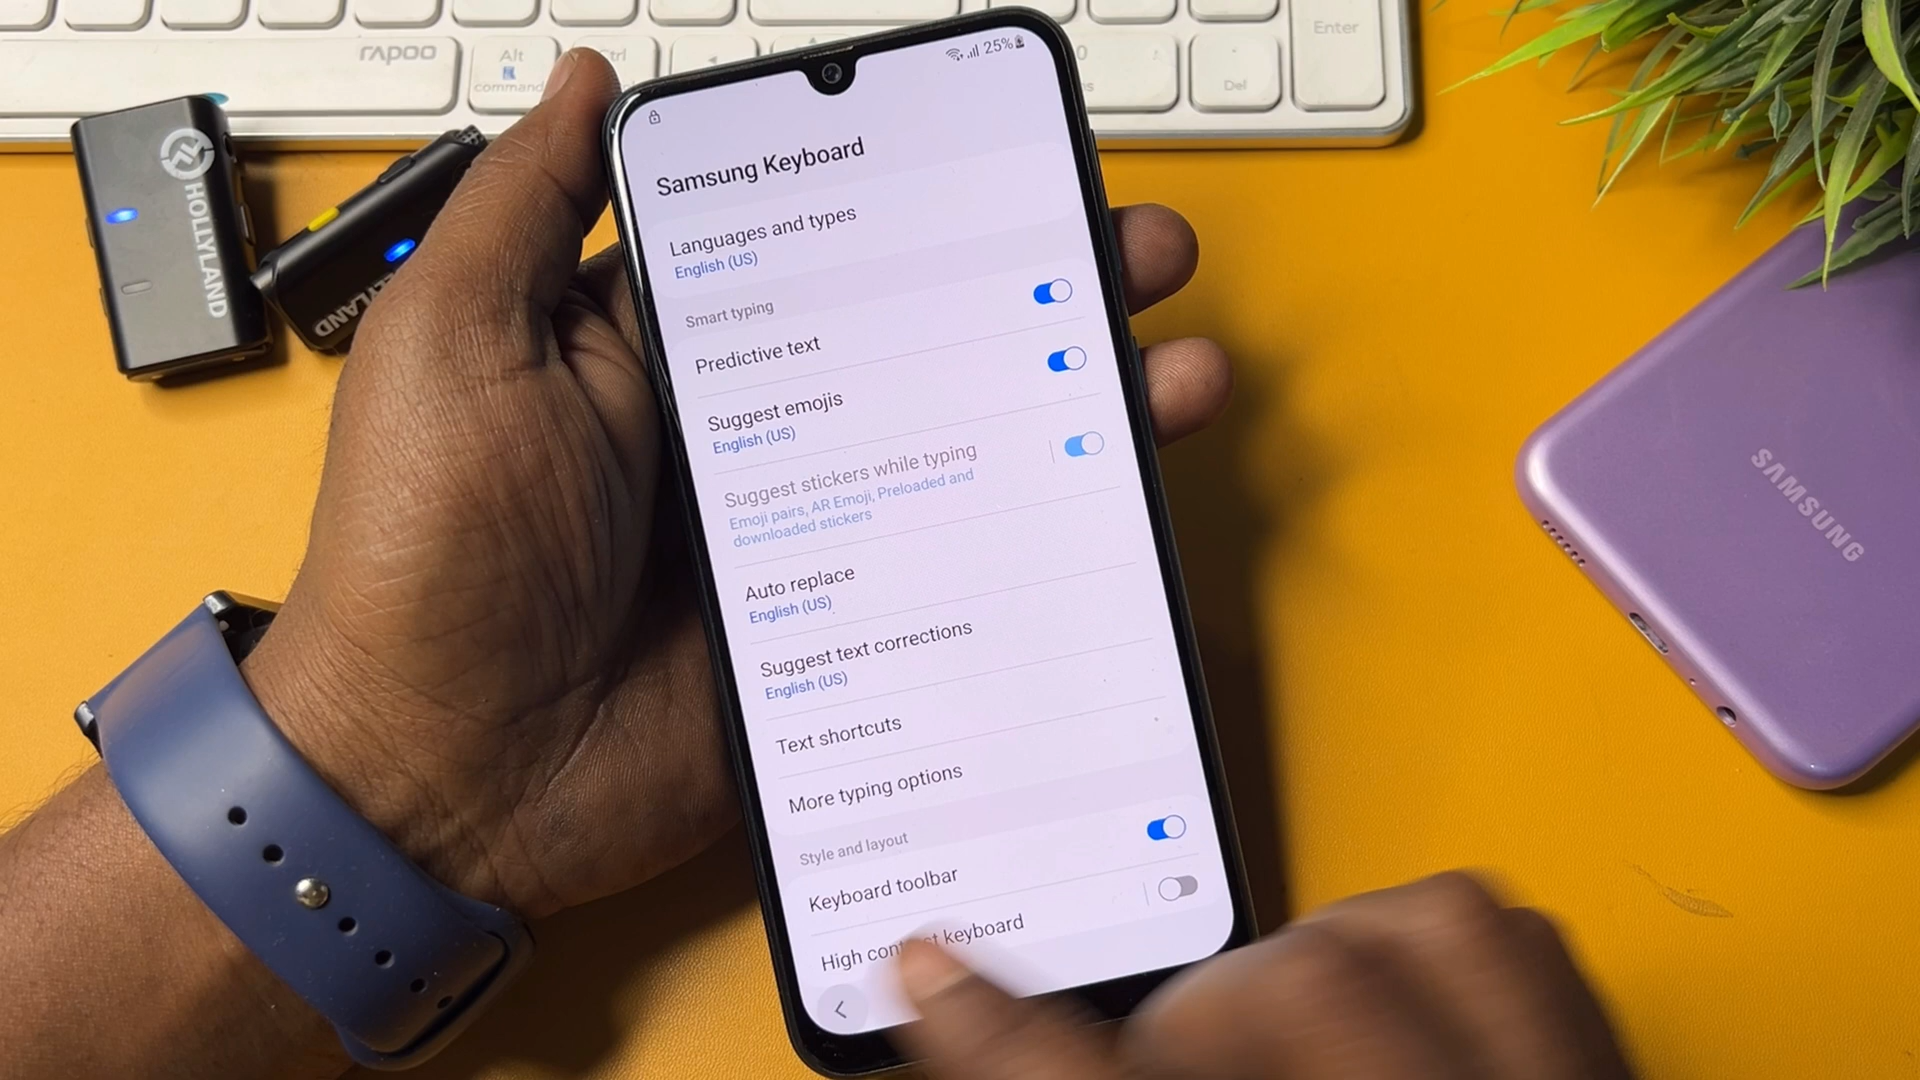 rapoo
Alt
command
Ctrl
Enter
Del
HOLLYLAND
25%
Samsung Keyboard
Languages and types
English (US)
Smart typing
Predictive text
Suggest emojis
English (US)
Suggest stickers while typing
Emoji pairs, AR Emoji, Preloaded and
downloaded stickers
Auto replace
English (US)
Suggest text corrections
English (US)
Text shortcuts
More typing options
Style and layout
Keyboard toolbar
High keyboard
SAMSUNG